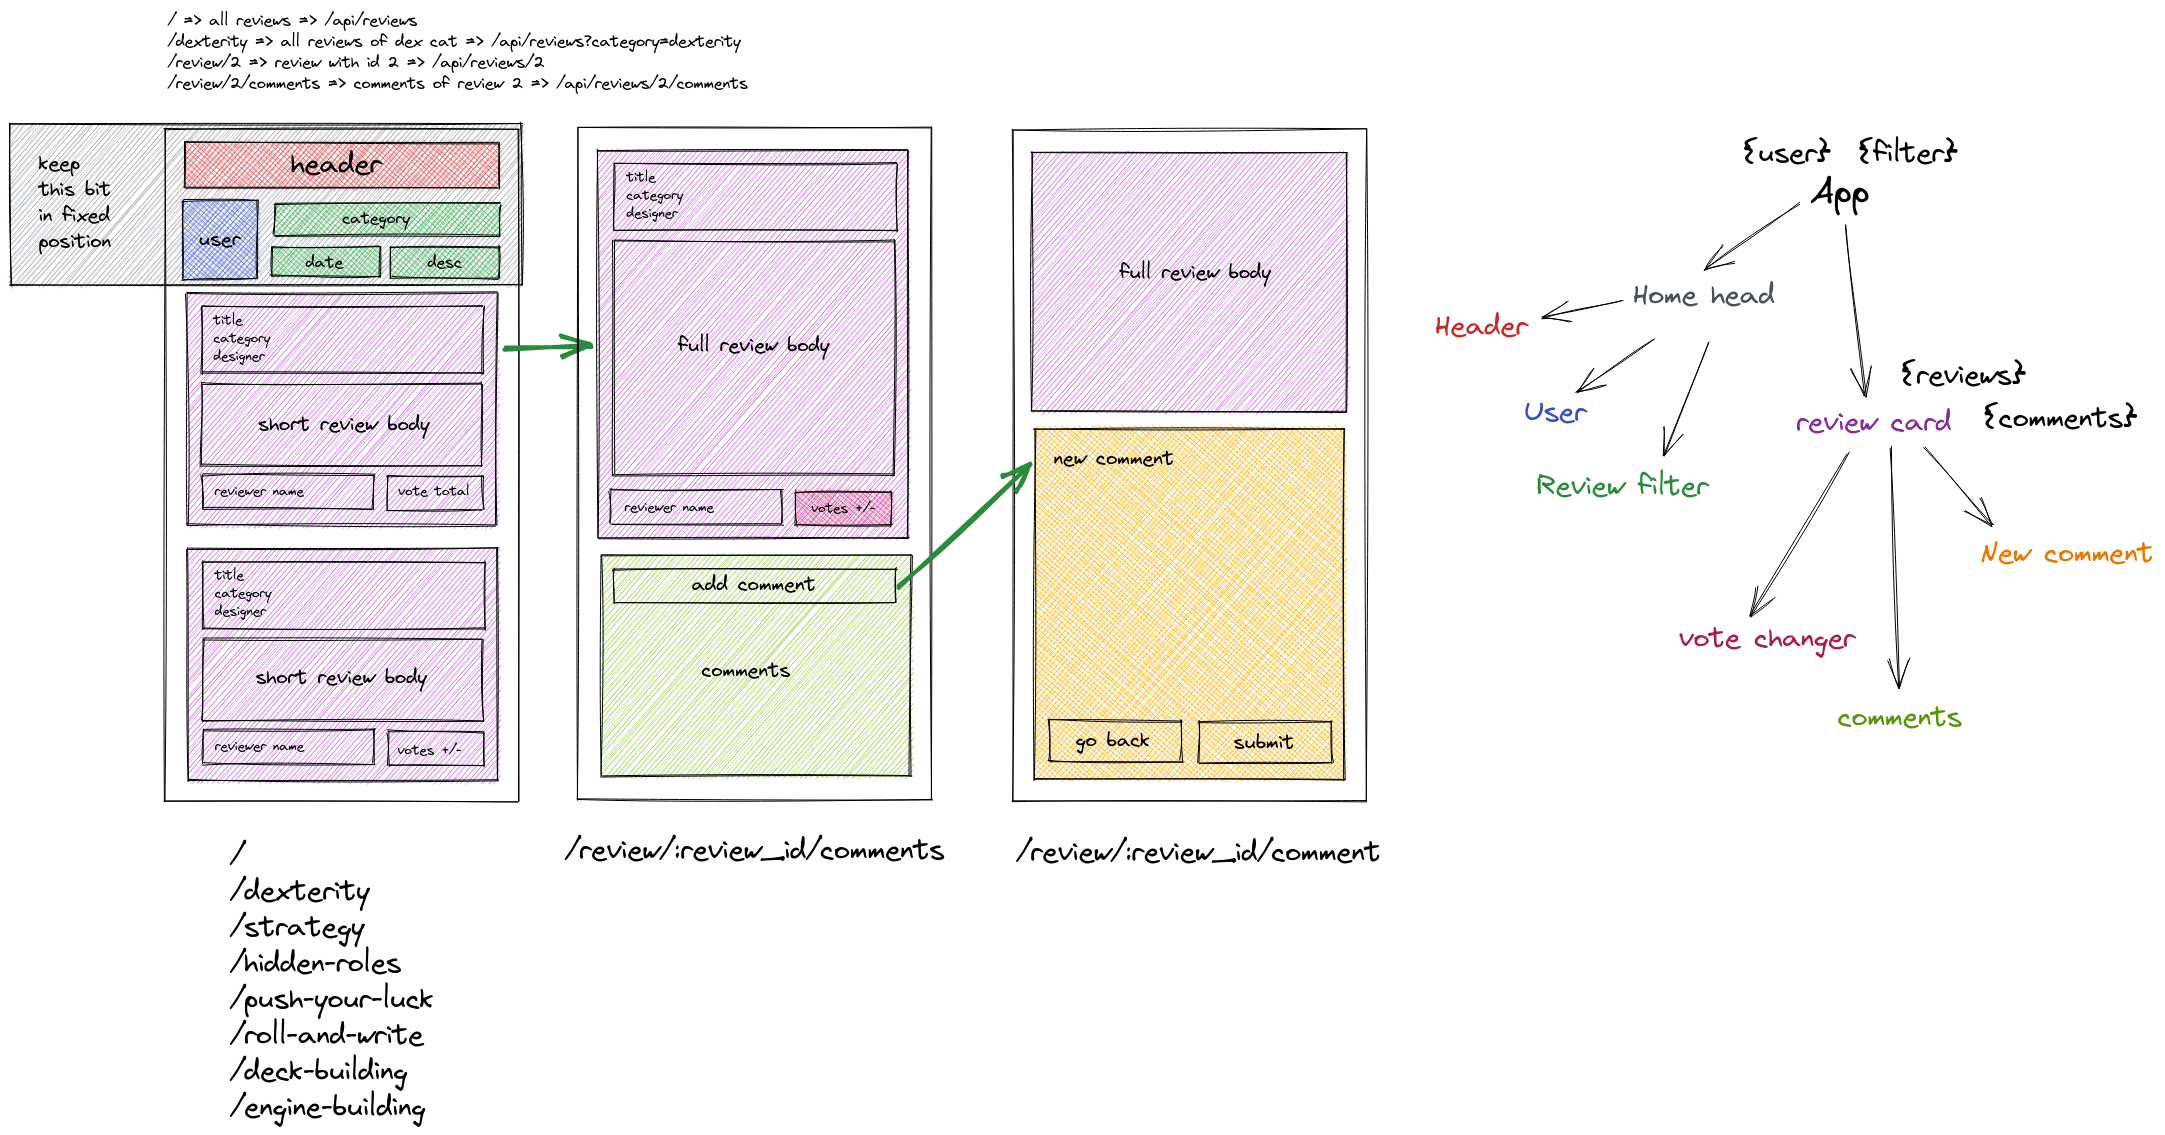 / => all reviews => /api/reviews
/dexterity => all reviews of dex cat => /api/reviews?category=dexterity
/review/2 => review with id 2 => /api/reviews/2
/review/2/comments => comments of review 2 => /api/reviews/2/comments
keep
this bit
in fixed
position
header
user
category
date
desc
title
category
designer
short review body
reviewer name
vote total
title
category
designer
short review body
reviewer name
votes +/-
/
/dexterity
/strategy
/hidden-roles
/push-your-luck
/roll-and-write
/deck-building
/engine-building
title
category
designer
full review body
reviewer name
votes +/-
add comment
comments
/review/:review_id/comments
full review body
new comment
go back
submit
/review/:review_id/comment
{user} {filter}
App
Home head
Header
User
Review filter
{reviews}
review card
{comments}
New comment
vote changer
comments